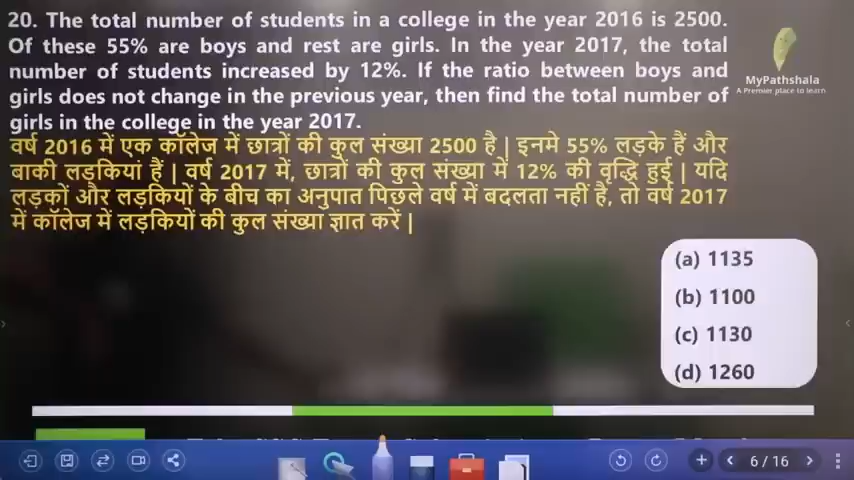 20. The total number of students in a college in the year 2016 is 2500.
Of these 55% are boys and rest are girls. In the year 2017, the total
number of students increased by 12%. If the ratio between boys and
girls does not change in the previous year, then find the total number of
girls in the college in the year 2017.
वर्ष 2016 में एक कॉलेज में छात्रों की कुल संख्या 2500 है | इनमे 55% लड़के हैं और
बाकी लड़कियां हैं | वर्ष 2017 में, छात्रों की कुल संख्या में 12% की वृद्धि हुई | यदि
लड़कों और लड़कियों के बीच का अनुपात पिछले वर्ष में बदलता नहीं है, तो वर्ष 2017
में कॉलेज में लड़कियों की कुल संख्या ज्ञात करें |
MyPathshala
A Premier place to learn
(a) 1135
(b) 1100
(c) 1130
(d) 1260
6 / 16